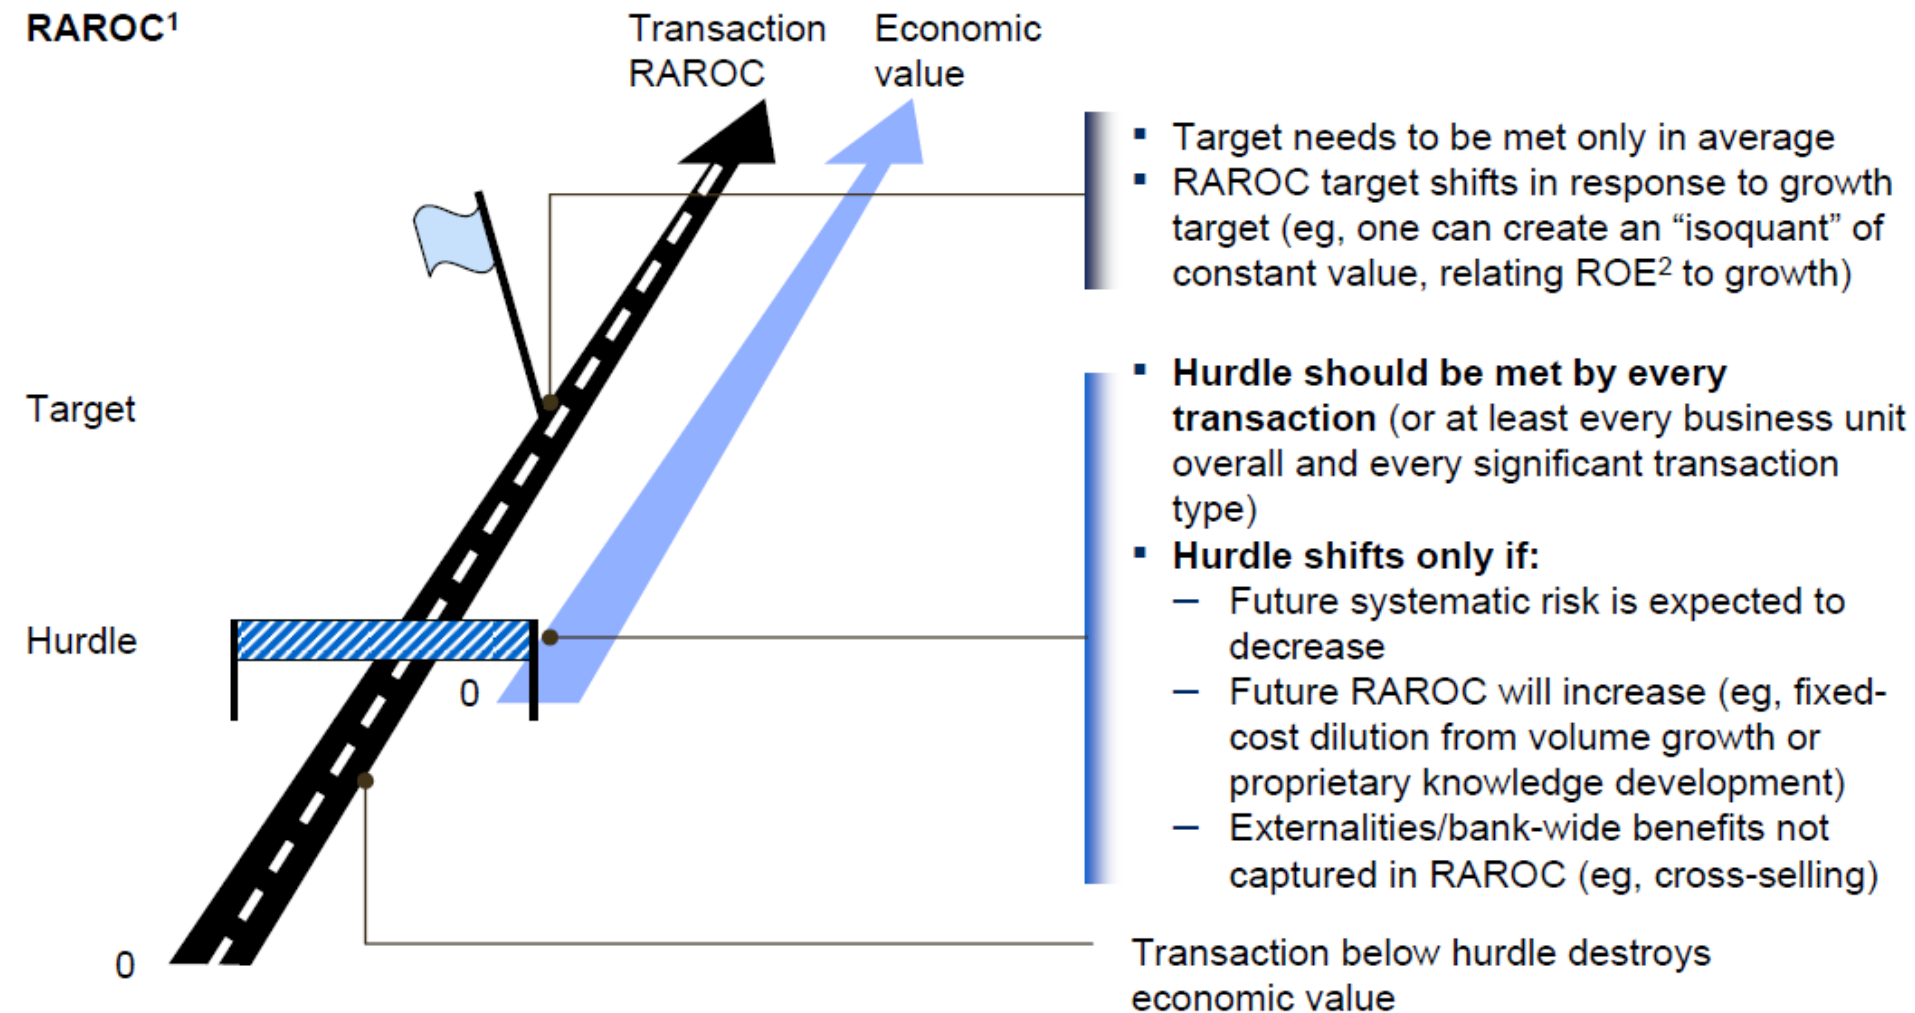 RAROC¹
Transaction
RAROC
Economic
value
Target
Hurdle
0
0
▪ Target needs to be met only in average
▪ RAROC target shifts in response to growth
target (eg, one can create an “isoquant” of
constant value, relating ROE² to growth)
▪ Hurdle should be met by every
transaction (or at least every business unit
overall and every significant transaction
type)
▪ Hurdle shifts only if:
– Future systematic risk is expected to
decrease
– Future RAROC will increase (eg, fixed-
cost dilution from volume growth or
proprietary knowledge development)
– Externalities/bank-wide benefits not
captured in RAROC (eg, cross-selling)
Transaction below hurdle destroys
economic value